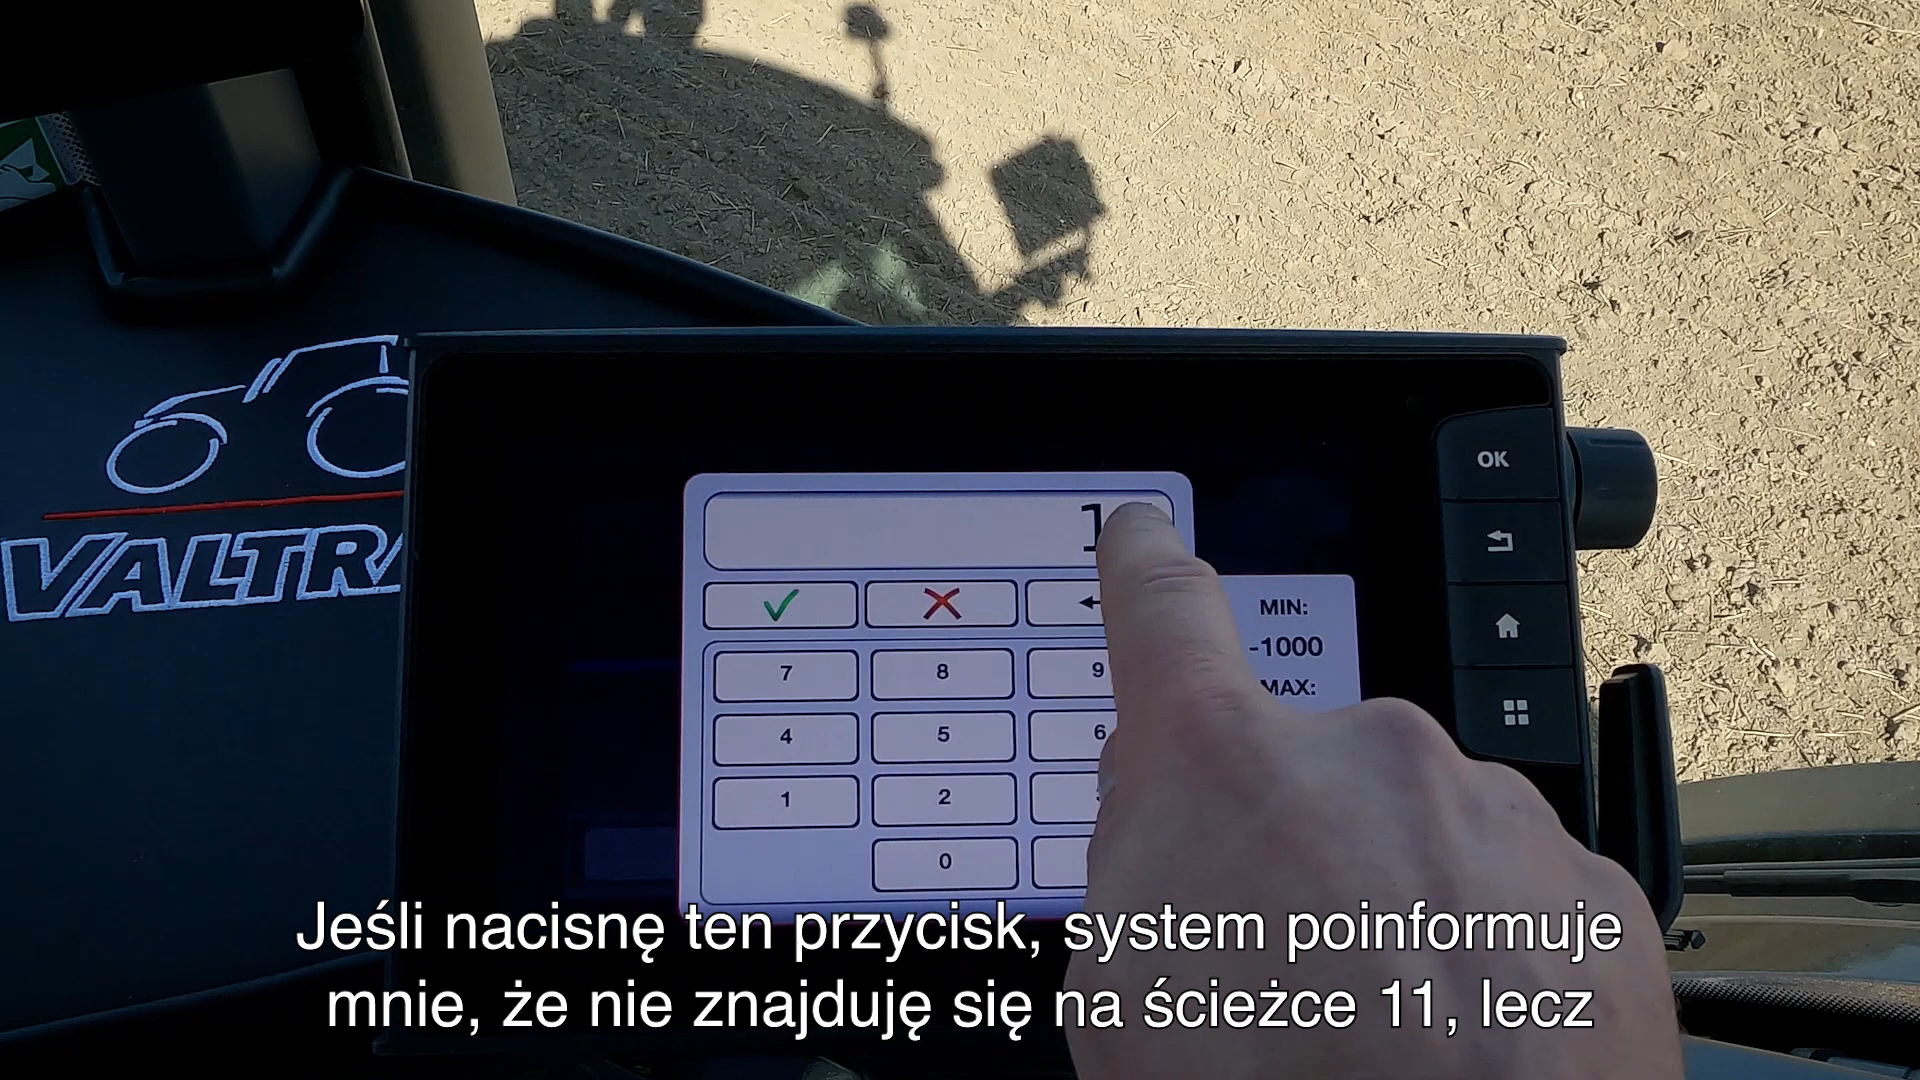 VALTRA
OK
MIN:
-1000
MAX:
7 8 9
4 5 6
1 2
0
Jeśli nacisnę ten przycisk, system poinformuje
mnie, że nie znajduję się na ścieżce 11, lecz